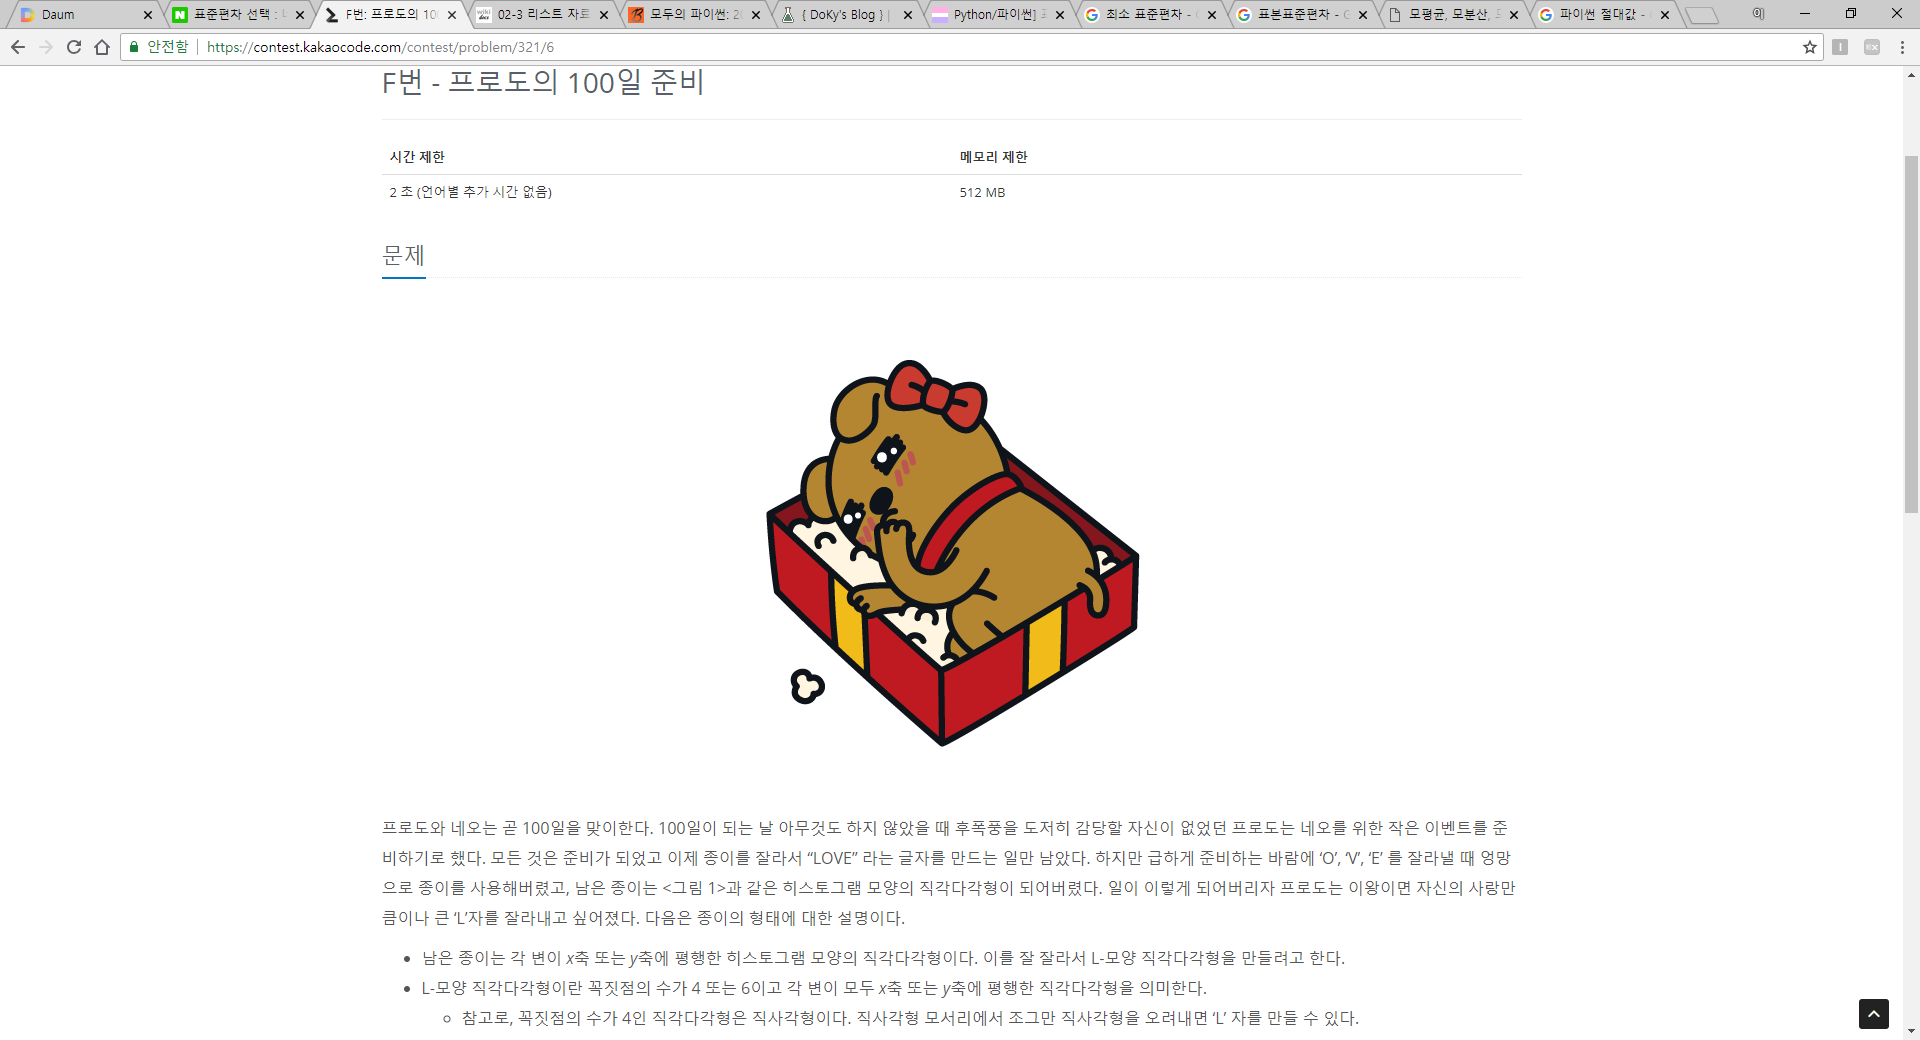 Daum
표준편차 선택 : 네
F번: 프로도의 10
02-3 리스트 자료
모두의 파이썬: 2
{ DoKy's Blog } |
Python/파이썬] 프
최소 표준편차 - G
표본표준편차 - G
모평균, 모분산, 표
파이썬 절대값 -
안전함 | https://contest.kakaocode.com/contest/problem/321/6
F번 - 프로도의 100일 준비
시간 제한 메모리 제한
2 초 (언어별 추가 시간 없음) 512 MB
문제
프로도와 네오는 곧 100일을 맞이한다. 100일이 되는 날 아무것도 하지 않았을 때 후폭풍을 도저히 감당할 자신이 없었던 프로도는 네오를 위한 작은 이벤트를 준
비하기로 했다. 모든 것은 준비가 되었고 이제 종이를 잘라서 “LOVE” 라는 글자를 만드는 일만 남았다. 하지만 급하게 준비하는 바람에 ‘O’, ‘V’, ‘E’ 를 잘라낼 때 엉망
으로 종이를 사용해버렸고, 남은 종이는 <그림 1>과 같은 히스토그램 모양의 직각다각형이 되어버렸다. 일이 이렇게 되어버리자 프로도는 이왕이면 자신의 사랑만
큼이나 큰 ‘L’자를 잘라내고 싶어졌다. 다음은 종이의 형태에 대한 설명이다.
남은 종이는 각 변이 x축 또는 y축에 평행한 히스토그램 모양의 직각다각형이다. 이를 잘 잘라서 L-모양 직각다각형을 만들려고 한다.
L-모양 직각다각형이란 꼭짓점의 수가 4 또는 6이고 각 변이 모두 x축 또는 y축에 평행한 직각다각형을 의미한다.
참고로, 꼭짓점의 수가 4인 직각다각형은 직사각형이다. 직사각형 모서리에서 조그만 직사각형을 오려내면 ‘L’ 자를 만들 수 있다.